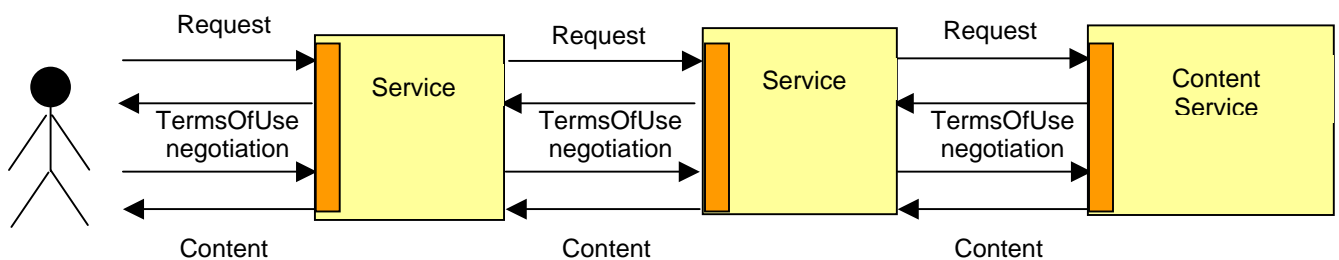 Request
Request
Request
Service
Service
Content
Service
TermsOfUse
negotiation
TermsOfUse
negotiation
TermsOfUse
negotiation
Content
Content
Content